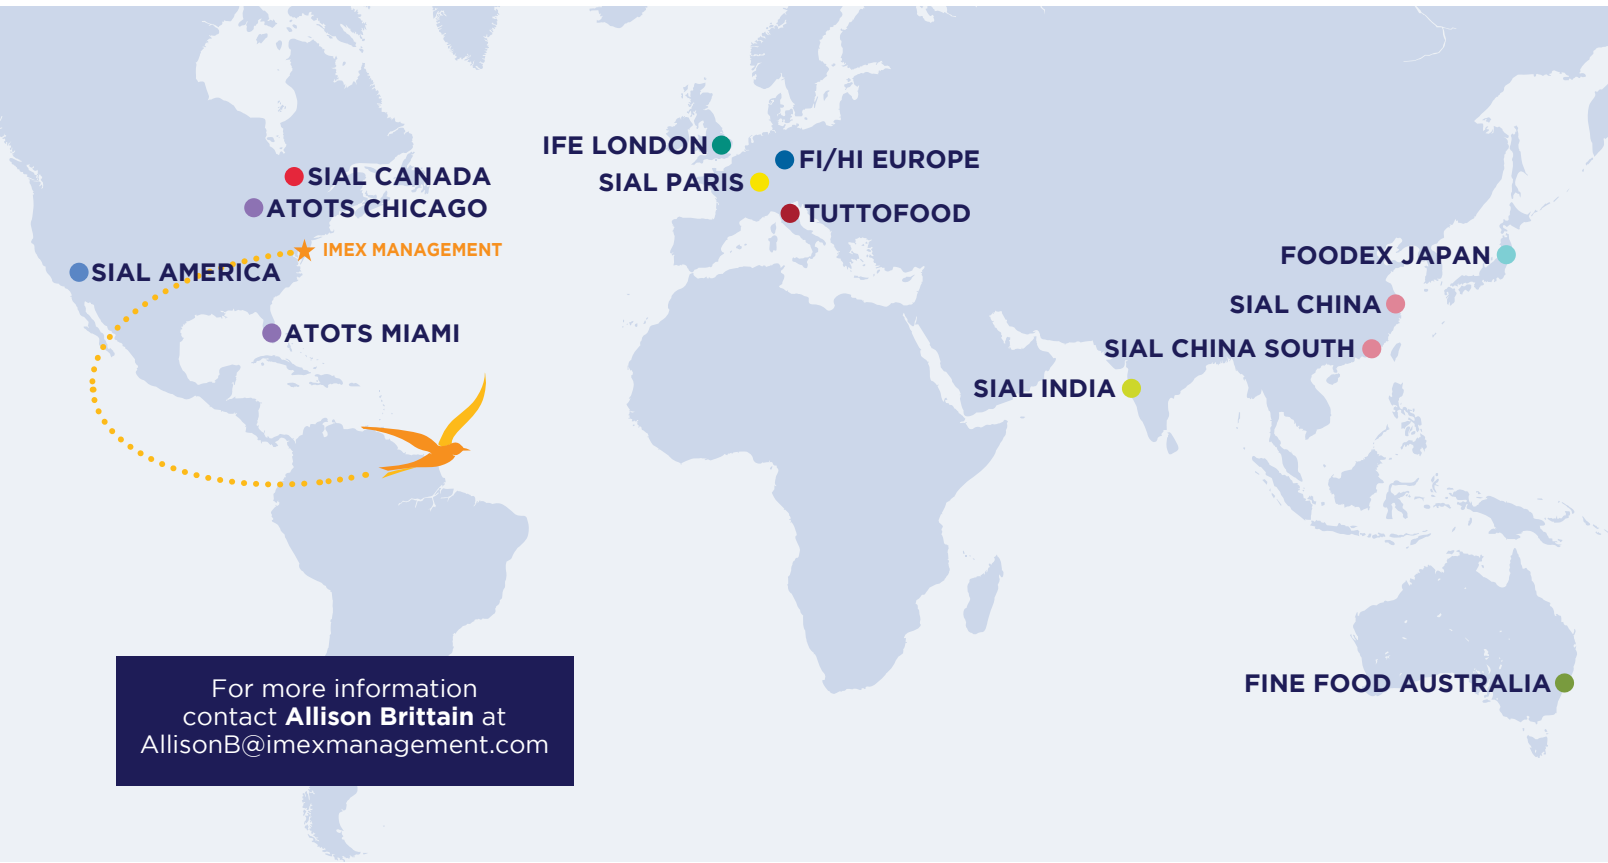 IFE LONDON
FI/HI EUROPE
SIAL CANADA
SIAL PARIS
ATOTS CHICAGO
TUTTOFOOD
IMEX MANAGEMENT
FOODEX JAPAN
SIAL AMERICA
SIAL CHINA
ATOTS MIAMI
SIAL CHINA SOUTH
SIAL INDIA
FINE FOOD AUSTRALIA
For more information
contact Allison Brittain at
AllisonB@imexmanagement.com